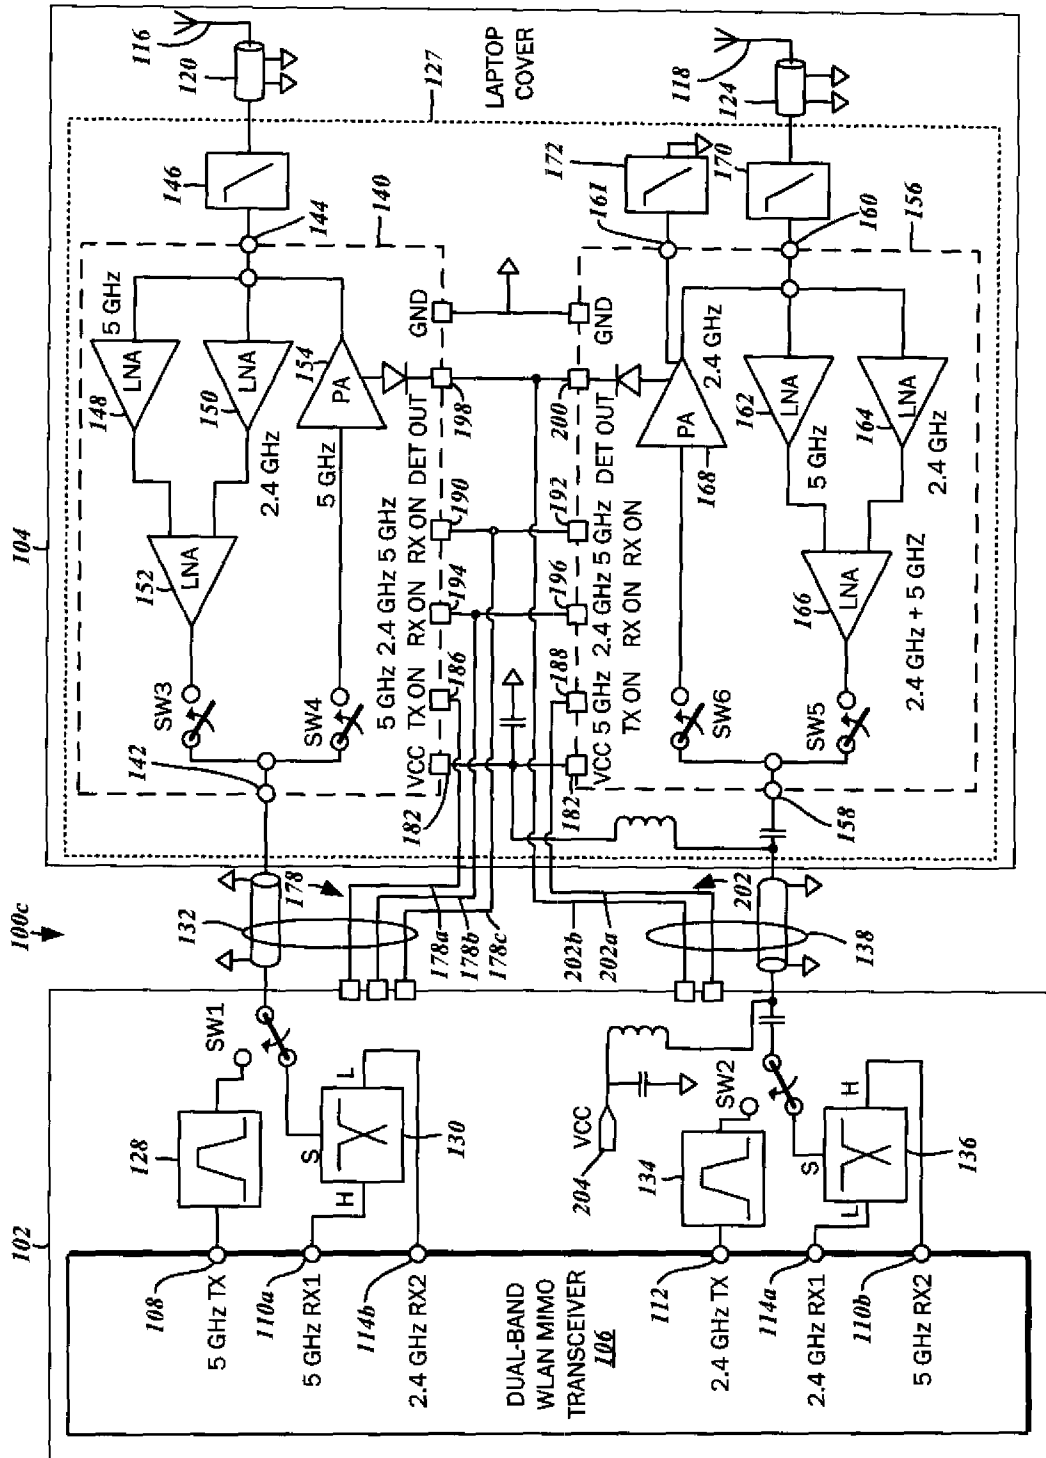 100c
102
DUAL-BAND
WLAN MIMO
TRANSCEIVER
106
108
5 GHz TX
110a
5 GHz RX1
114b
2.4 GHz RX2
112
2.4 GHz TX
114a
2.4 GHz RX1
110b
5 GHz RX2
128
SW1
S
H
L
130
VCC
204
134
SW2
S
L
H
136
132
178
178a
178b
178c
202
202a
202b
138
104
LAPTOP
COVER
127
142
SW3
SW4
LNA
152
LNA
148
5 GHz
LNA
150
2.4 GHz
PA
154
5 GHz
140
144
146
120
116
VCC
5 GHz
TX ON
2.4 GHz
RX ON
5 GHz
RX ON
DET OUT
GND
182
186
194
190
198
182
188
196
192
200
VCC
5 GHz
TX ON
2.4 GHz
RX ON
5 GHz
RX ON
DET OUT
GND
158
SW6
SW5
PA
168
2.4 GHz
LNA
162
5 GHz
LNA
164
2.4 GHz
LNA
166
2.4 GHz + 5 GHZ
156
160
161
172
170
124
118